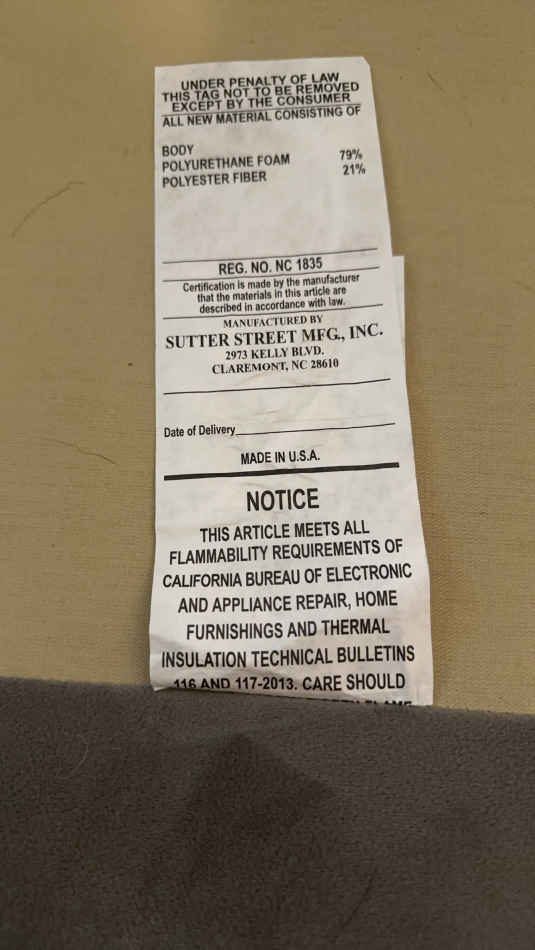 UNDER PENALTY OF LAW
THIS TAG NOT TO BE REMOVED
EXCEPT BY THE CONSUMER
ALL NEW MATERIAL CONSISTING OF
BODY
POLYURETHANE FOAM 79%
POLYESTER FIBER 21%
REG. NO. NC 1835
Certification is made by the manufacturer
that the materials in this article are
described in accordance with law.
MANUFACTURED BY
SUTTER STREET MFG., INC.
2973 KELLY BLVD.
CLAREMONT, NC 28610
Date of Delivery
MADE IN U.S.A.
NOTICE
THIS ARTICLE MEETS ALL
FLAMMABILITY REQUIREMENTS OF
CALIFORNIA BUREAU OF ELECTRONIC
AND APPLIANCE REPAIR, HOME
FURNISHINGS AND THERMAL
INSULATION TECHNICAL BULLETINS
116 AND 117-2013. CARE SHOULD